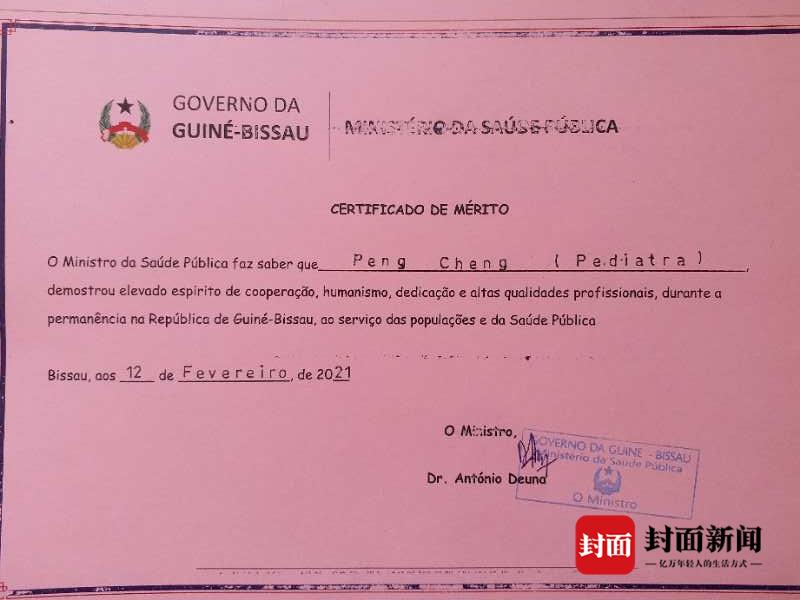 GOVERNO DA
GUINÉ-BISSAU
MINISTÉRIO DA SAÚDE PÚBLICA
CERTIFICADO DE MÉRITO
O Ministro da Saúde Pública faz saber que Peng Cheng (Pediatra),
demostrou elevado espirito de cooperação, humanismo, dedicação e altas qualidades profissionais, durante a
permanência na República de Guiné-Bissau, ao serviço das populações e da Saúde Pública
Bissau, aos 12 de Fevereiro, de 2021
O Ministro,
Dr. António Deuna
GOVERNO DA GUINE - BISSAU
Ministério da Saude Pública
O Ministro
封面
封面新闻
亿万年轻人的生活方式